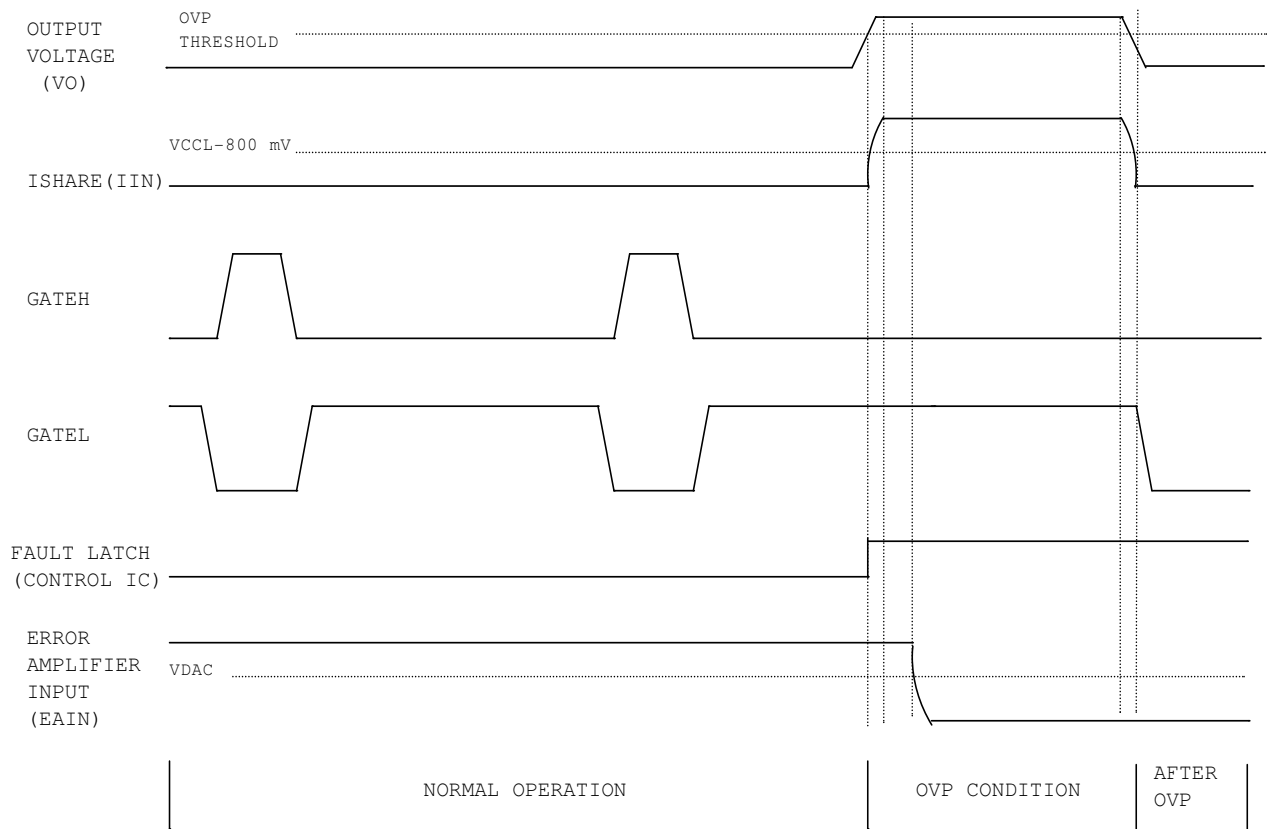 OUTPUT
VOLTAGE
(VO)
OVP
THRESHOLD
VCCL-800 mV
ISHARE(IIN)
GATEH
GATEL
FAULT LATCH
(CONTROL IC)
ERROR
AMPLIFIER
INPUT
(EAIN)
VDAC
NORMAL OPERATION
OVP CONDITION
AFTER
OVP